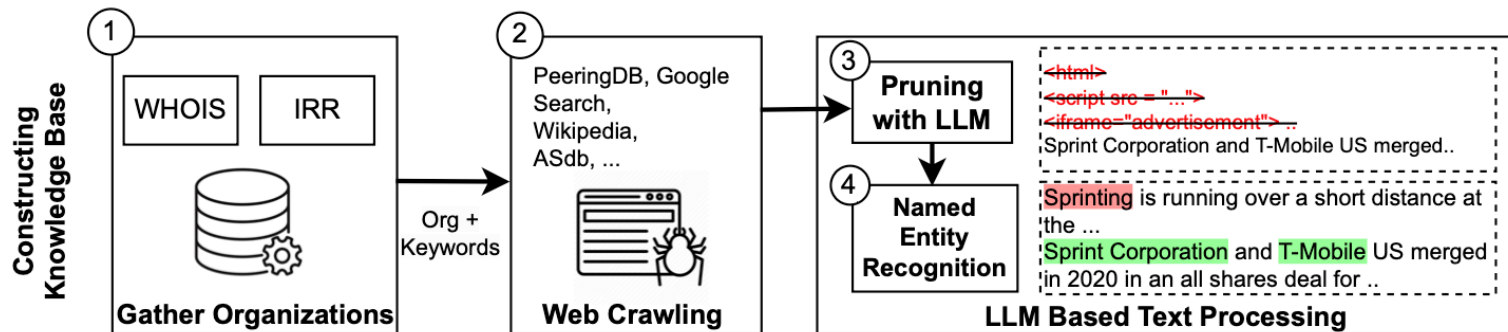 Constructing
Knowledge Base
1
WHOIS
IRR
Gather Organizations
Org +
Keywords
2
PeeringDB, Google
Search,
Wikipedia,
ASdb, ...
Web Crawling
3
Pruning
with LLM
4
Named
Entity
Recognition
<html>
<script src = "...">
<iframe="advertisement"> ..
Sprint Corporation and T-Mobile US merged..
Sprinting is running over a short distance at
the ...
Sprint Corporation and T-Mobile US merged
in 2020 in an all shares deal for ..
LLM Based Text Processing